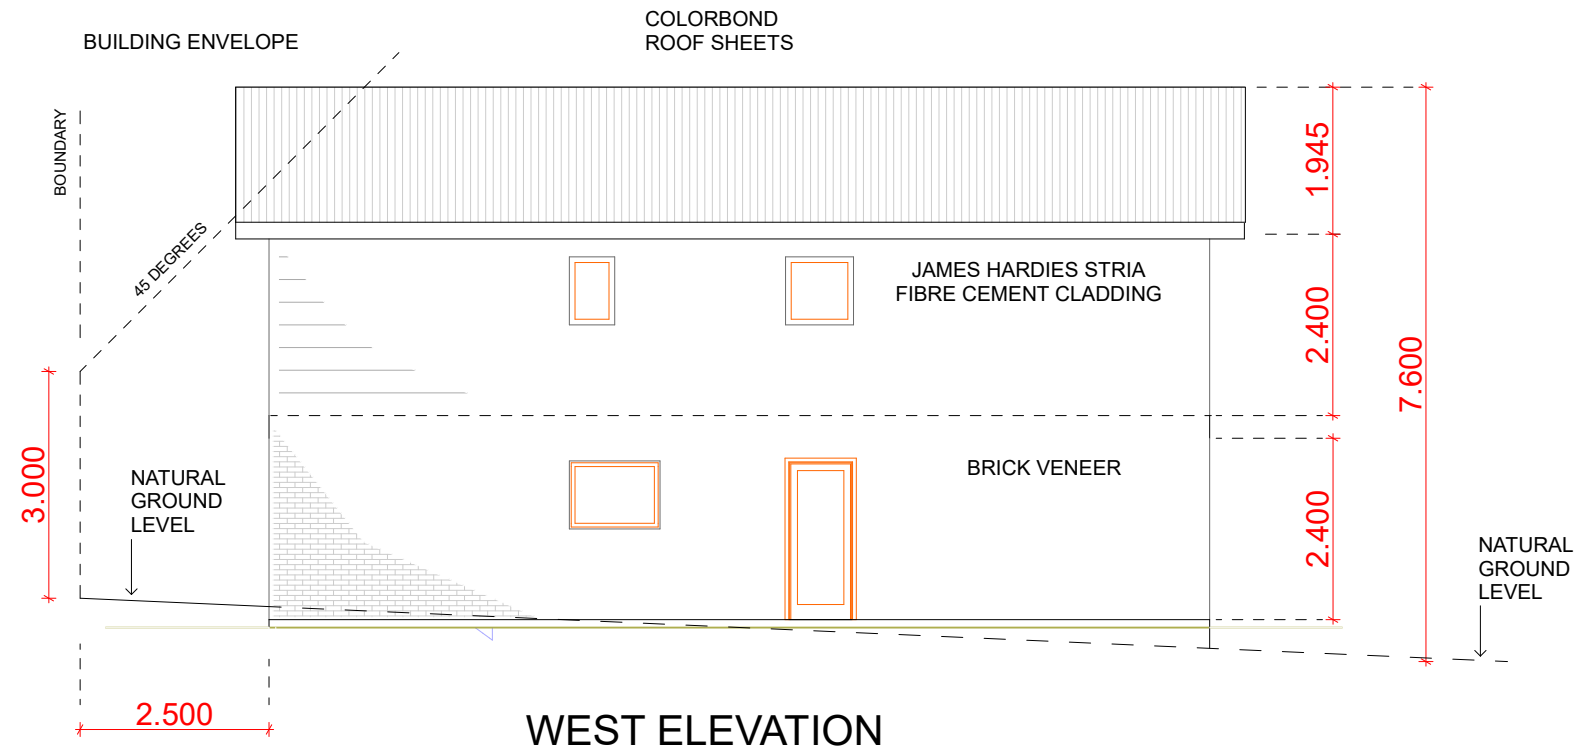 COLORBOND
ROOF SHEETS
BUILDING ENVELOPE
BOUNDARY
45 DEGREES
1.945
JAMES HARDIES STRIA
FIBRE CEMENT CLADDING
2.400
7.600
3.000
NATURAL
GROUND
LEVEL
BRICK VENEER
2.400
NATURAL
GROUND
LEVEL
2.500
WEST ELEVATION